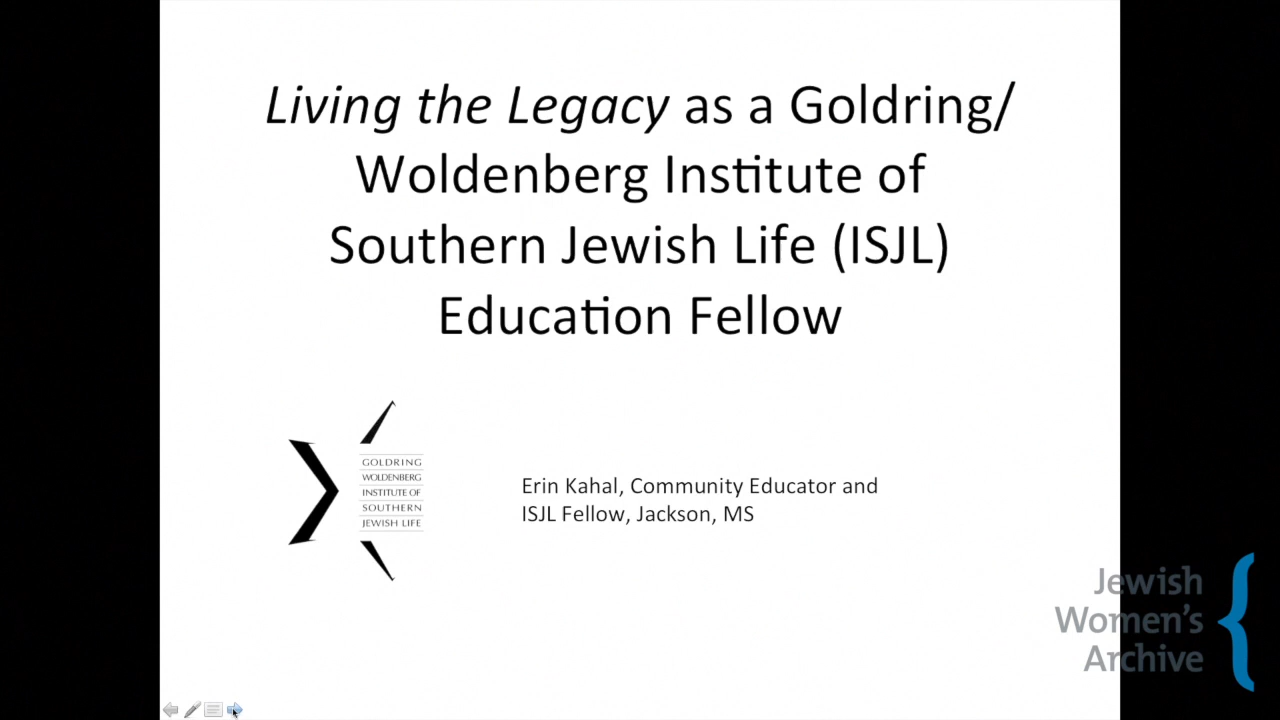 Living the Legacy as a Goldring/
Woldenberg Institute of
Southern Jewish Life (ISJL)
Education Fellow
GOLDRING
WOLDENBERG
INSTITUTE OF
SOUTHERN
JEWISH LIFE
Erin Kahal, Community Educator and
ISJL Fellow, Jackson, MS
Jewish
Women's
Archive